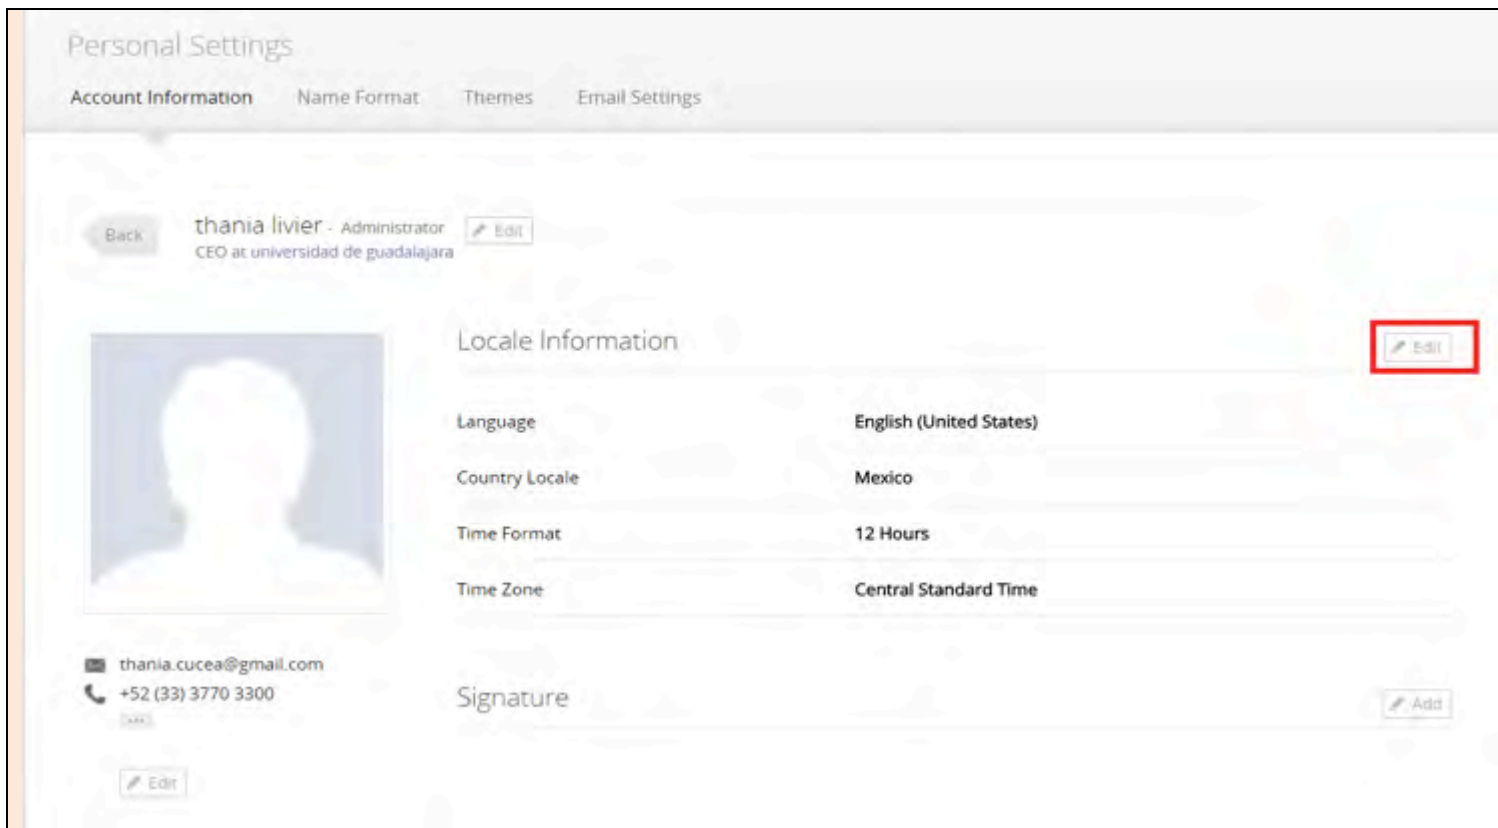 Personal Settings
Account Information Name Format Themes Email Settings
Back
thania livier - Administrator Edit
CEO at universidad de guadalajara
Locale Information Edit
Language English (United States)
Country Locale Mexico
Time Format 12 Hours
Time Zone Central Standard Time
thania.cucea@gmail.com
+52 (33) 3770 3300
...
Edit
Signature Add